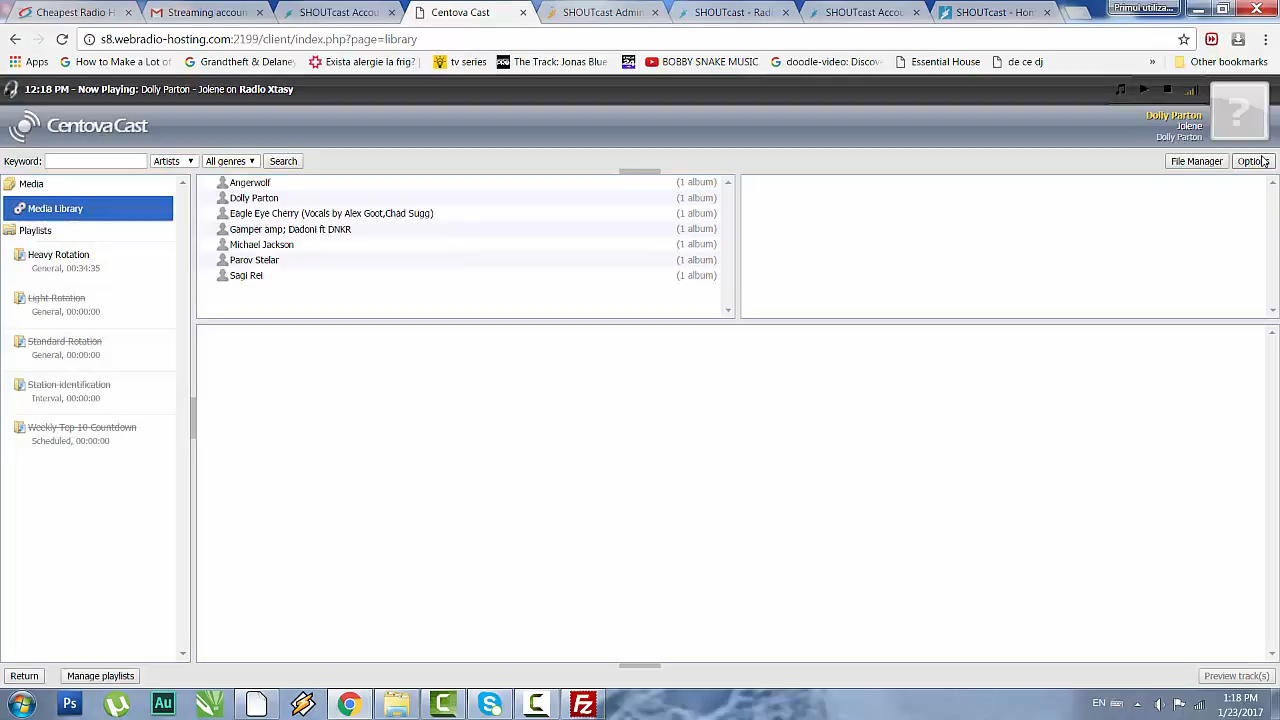 Cheapest Radio H
Streaming accoun
SHOUTcast Accou
Centova Cast
SHOUTcast Admin
SHOUTcast - Radi
SHOUTcast Accou
SHOUTcast - Hom
Primul utiliza...
s8.webradio-hosting.com:2199/client/index.php?page=library
Apps
How to Make a Lot of
Grandtheft & Delaney
Exista alergie la frig?
tv series
The Track: Jonas Blue
BOBBY SNAKE MUSIC
doodle-video: Discov
Essential House
ce dj
»
Other bookmarks
12:18 PM - Now Playing: Dolly Parton - Jolene on Radio Xtasy
CentovaCast
Dolly Parton
Jolene
Dolly Parton
Keyword:
Artists
All genres
Search
File Manager
Options
Media
Media Library
Playlists
Heavy Rotation
General, 00:34:35
Light Rotation
General, 00:00:00
Standard Rotation
General, 00:00:00
Station identification
Interval, 00:00:00
Weekly Top 10 Countdown
Scheduled, 00:00:00
Angerwolf (1 album)
Dolly Parton (1 album)
Eagle Eye Cherry (Vocals by Alex Goot,Chad Sugg) (1 album)
Gamper amp; Dadoni ft DNKR (1 album)
Michael Jackson (1 album)
Parov Stelar (1 album)
Sagi Rei (1 album)
Return
Manage playlists
Preview track(s)
Ps
Au
Fz
EN
1:18 PM
1/23/2017